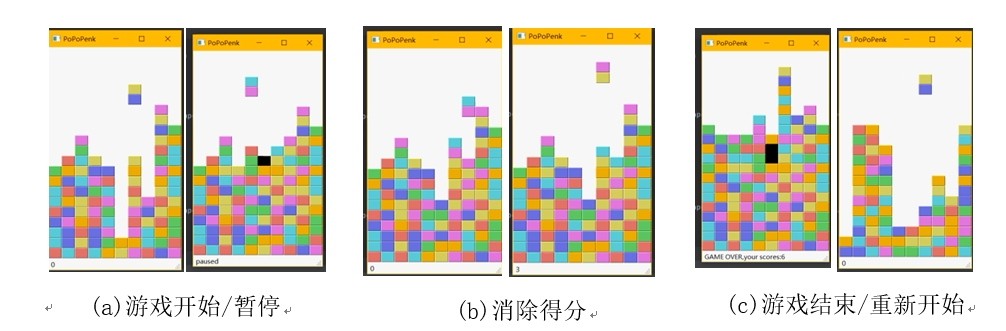 PoPoPenk
PoPoPenk
PoPoPenk
PoPoPenk
PoPoPenk
PoPoPenk
0
paused
0
3
GAME OVER,your scores:6
0
(a)游戏开始/暂停
(b)消除得分
(c)游戏结束/重新开始